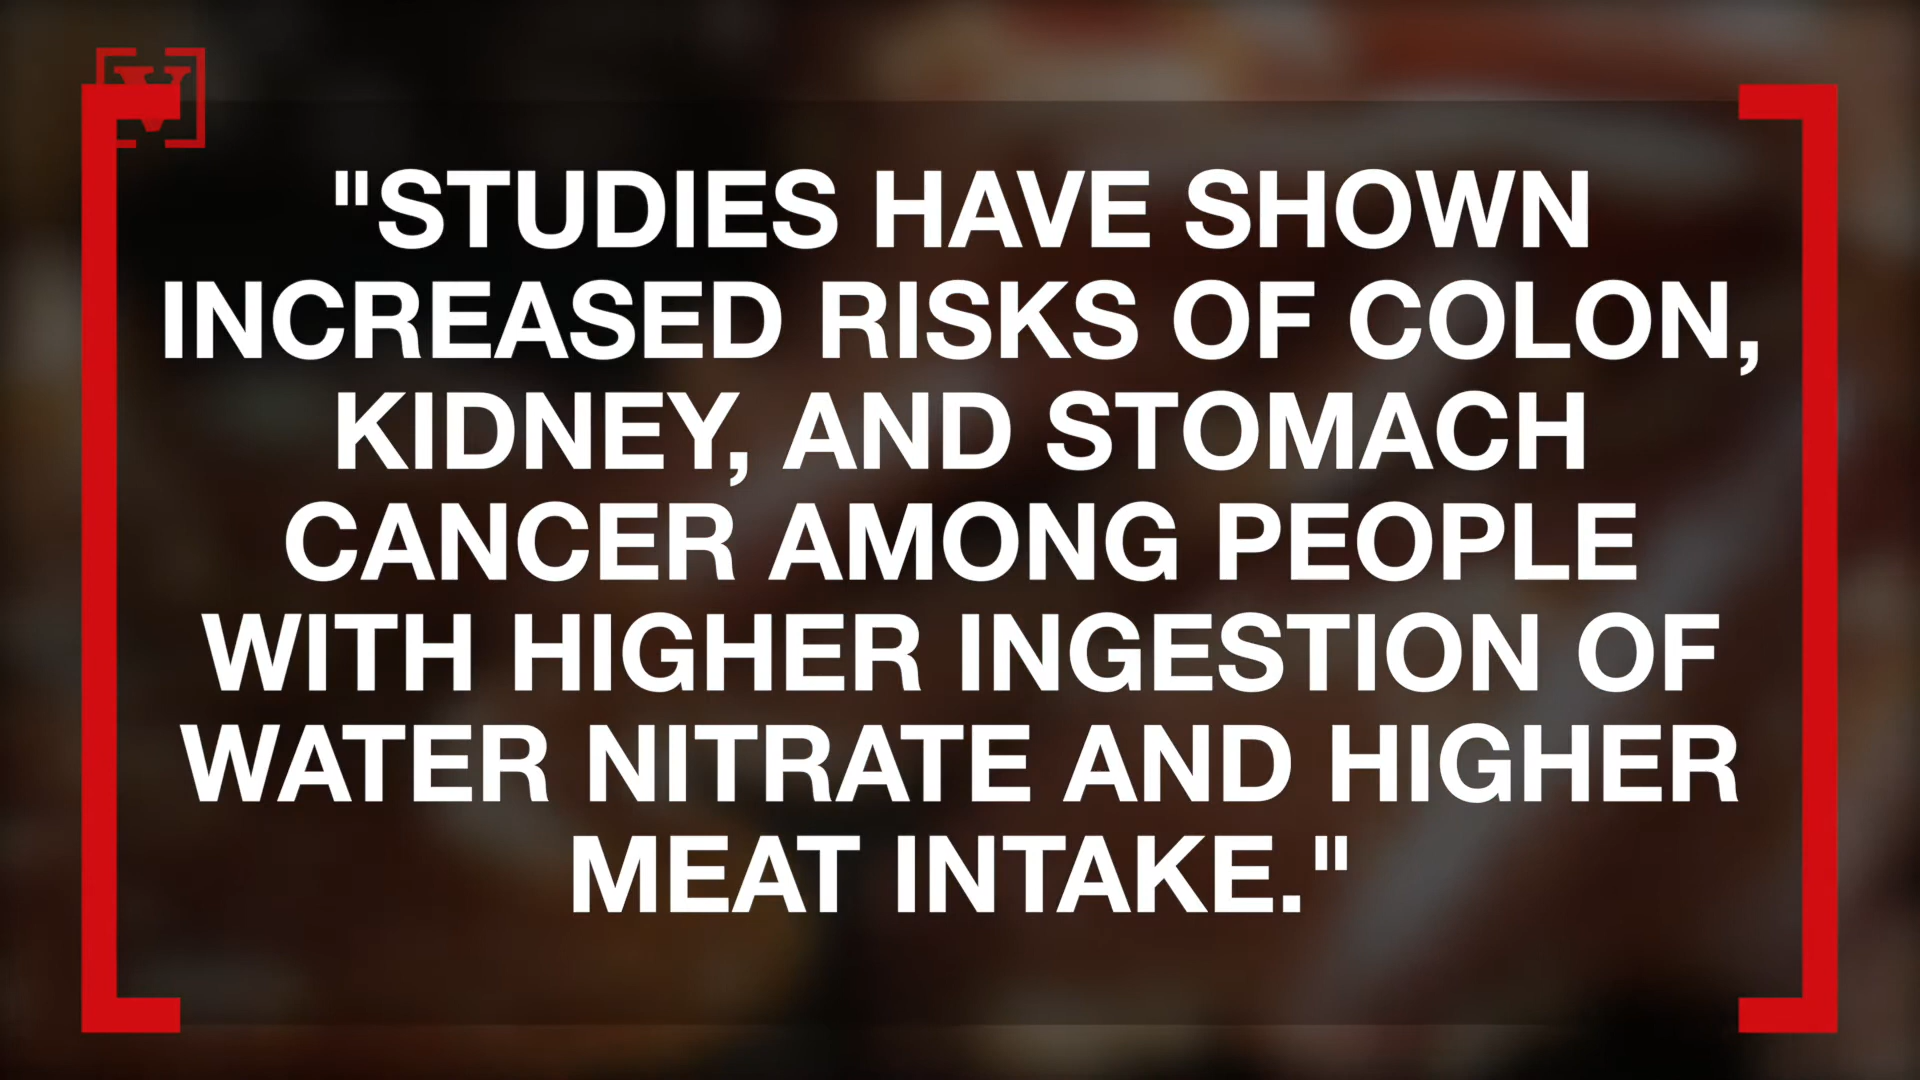 "STUDIES HAVE SHOWN
INCREASED RISKS OF COLON,
KIDNEY, AND STOMACH
CANCER AMONG PEOPLE
WITH HIGHER INGESTION OF
WATER NITRATE AND HIGHER
MEAT INTAKE."